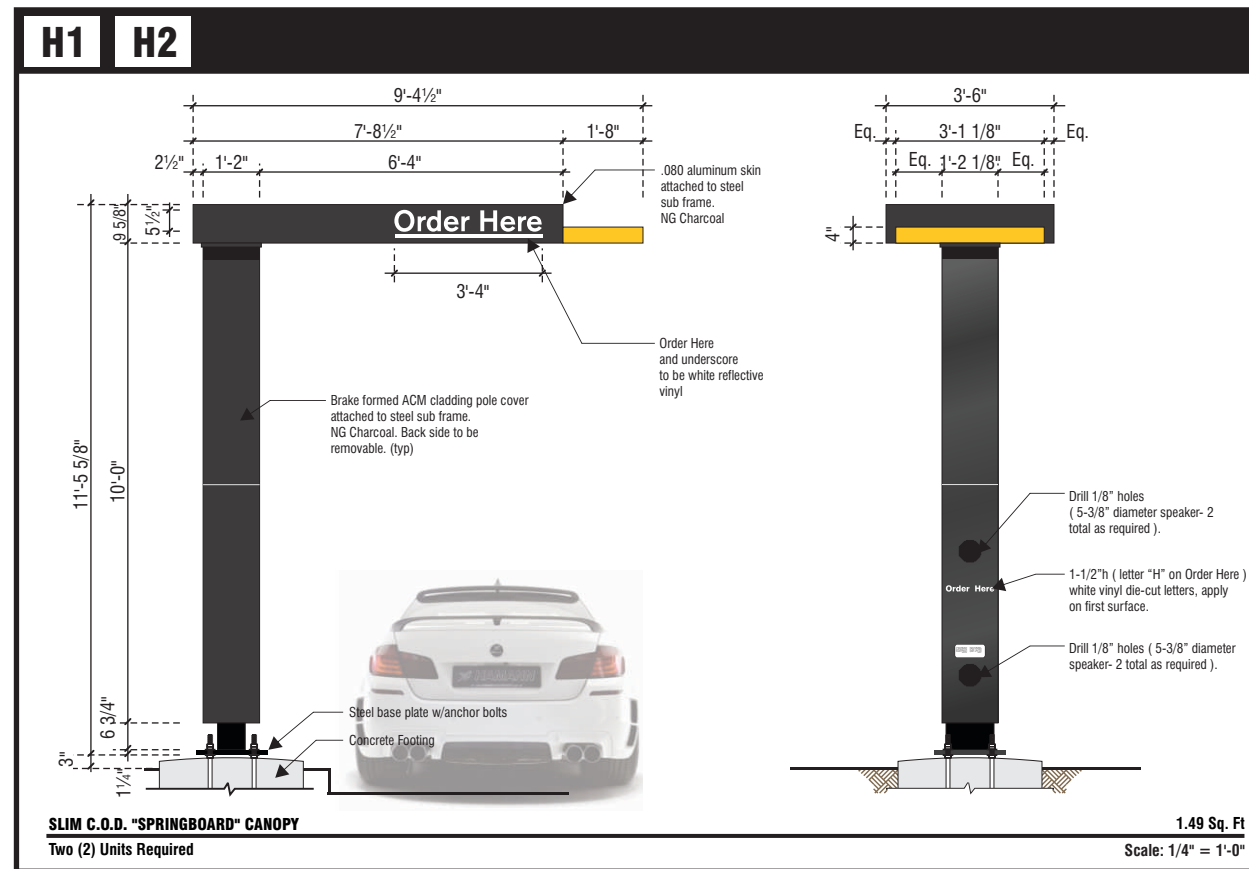 H1 H2
9'-4½"
7'-8½" 1'-8"
2½" 1'-2" 6'-4"
3'-6"
Eq. 3'-1 1/8" Eq.
Eq. 1'-2 1/8" Eq.
.080 aluminum skin
attached to steel
sub frame.
NG Charcoal
9 5/8"
5½"
Order Here
4"
3'-4"
Order Here
and underscore
to be white reflective
vinyl
Brake formed ACM cladding pole cover
attached to steel sub frame.
NG Charcoal. Back side to be
removable. (typ)
11'-5 5/8"
10'-0"
Drill 1/8” holes
( 5-3/8” diameter speaker- 2
total as required ).
1-1/2”h ( letter “H” on Order Here )
white vinyl die-cut letters, apply
on first surface.
Order Here
Drill 1/8” holes ( 5-3/8” diameter
speaker- 2 total as required ).
HAMANN
6 3/4"
Steel base plate w/anchor bolts
Concrete Footing
3"
1¼"
SLIM C.O.D. "SPRINGBOARD" CANOPY 1.49 Sq. Ft
Two (2) Units Required Scale: 1/4" = 1'-0"